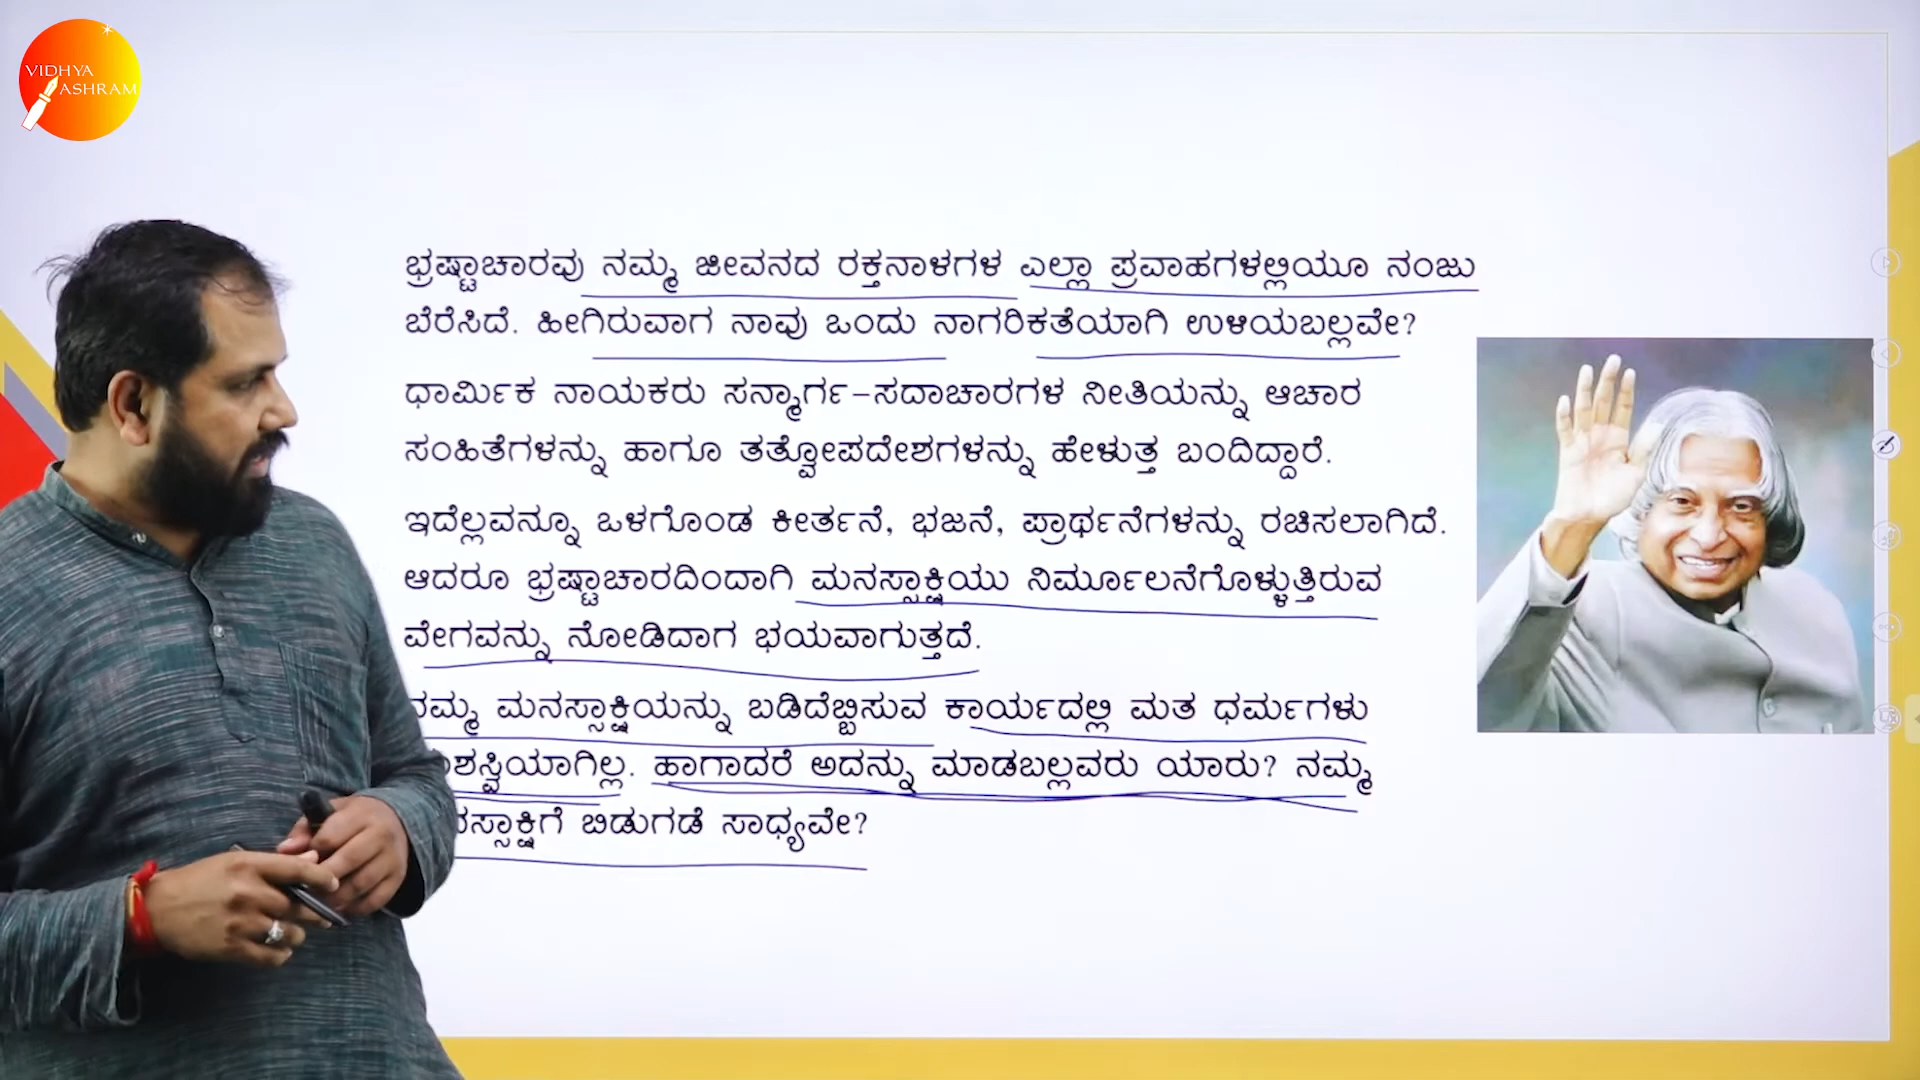 VIDHYA
ASHRAM
ಭ್ರಷ್ಟಾಚಾರವು ನಮ್ಮ ಜೀವನದ ರಕ್ತನಾಳಗಳ ಎಲ್ಲಾ ಪ್ರವಾಹಗಳಲ್ಲಿಯೂ ನಂಜು
ಬೆರೆಸಿದೆ. ಹೀಗಿರುವಾಗ ನಾವು ಒಂದು ನಾಗರಿಕತೆಯಾಗಿ ಉಳಿಯಬಲ್ಲವೇ?
ಧಾರ್ಮಿಕ ನಾಯಕರು ಸನ್ಮಾರ್ಗ-ಸದಾಚಾರಗಳ ನೀತಿಯನ್ನು ಆಚಾರ
ಸಂಹಿತೆಗಳನ್ನು ಹಾಗೂ ತತ್ವೋಪದೇಶಗಳನ್ನು ಹೇಳುತ್ತ ಬಂದಿದ್ದಾರೆ.
ಇದೆಲ್ಲವನ್ನೂ ಒಳಗೊಂಡ ಕೀರ್ತನೆ, ಭಜನೆ, ಪ್ರಾರ್ಥನೆಗಳನ್ನು ರಚಿಸಲಾಗಿದೆ.
ಆದರೂ ಭ್ರಷ್ಟಾಚಾರದಿಂದಾಗಿ ಮನಸ್ಸಾಕ್ಷಿಯು ನಿರ್ಮೂಲನೆಗೊಳ್ಳುತ್ತಿರುವ
ವೇಗವನ್ನು ನೋಡಿದಾಗ ಭಯವಾಗುತ್ತದೆ.
ನಮ್ಮ ಮನಸ್ಸಾಕ್ಷಿಯನ್ನು ಬಡಿದೆಬ್ಬಿಸುವ ಕಾರ್ಯದಲ್ಲಿ ಮತ ಧರ್ಮಗಳು
ಹಾಗಾದರೆ ಅದನ್ನು ಮಾಡಬಲ್ಲವರು ಯಾರು? ನಮ್ಮ
ಬಿಡುಗಡೆ ಸಾಧ್ಯವೇ?